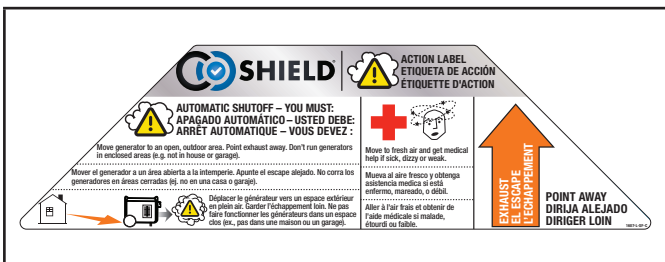 CO SHIELD®
ACTION LABEL
ETIQUETA DE ACCIÓN
ÉTIQUETTE D'ACTION
AUTOMATIC SHUTOFF – YOU MUST:
APAGADO AUTOMÁTICO – USTED DEBE:
ARRÊT AUTOMATIQUE – VOUS DEVEZ :
Move generator to an open, outdoor area. Point exhaust away. Don't run generators
in enclosed areas (e.g. not in house or garage).
Mover el generador a un área abierta a la intemperie. Apunte el escape alejado. No corra los
generadores en áreas cerradas (ej. no en una casa o garaje).
Déplacer le générateur vers un espace extérieur
en plein air. Garder l'échappement loin. Ne pas
faire fonctionner les générateurs dans un espace
clos (ex., pas dans une maison ou un garage).
Move to fresh air and get medical
help if sick, dizzy or weak.
Mueva al aire fresco y obtenga
asistencia medica si está
enfermo, mareado, o débil.
Aller à l'air frais et obtenir de
l'aide médicale si malade,
étourdi ou faible.
EXHAUST
EL ESCAPE
L'ECHAPPEMENT
POINT AWAY
DIRIJA ALEJADO
DIRIGER LOIN